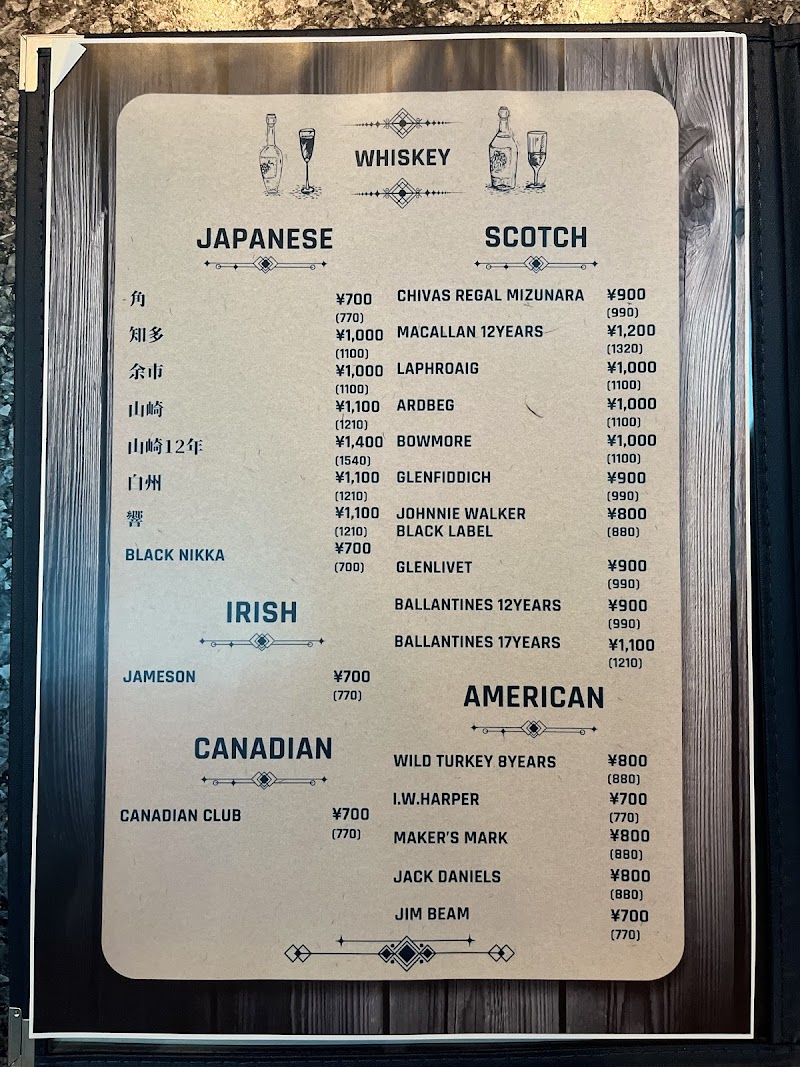 WHISKEY
JAPANESE
角 ¥700
(770)
知多 ¥1,000
(1100)
余市 ¥1,000
(1100)
山崎 ¥1,100
(1210)
山崎12年 ¥1,400
(1540)
白州 ¥1,100
(1210)
響 ¥1,100
(1210)
BLACK NIKKA ¥700
(700)
IRISH
JAMESON ¥700
(770)
CANADIAN
CANADIAN CLUB ¥700
(770)
SCOTCH
CHIVAS REGAL MIZUNARA ¥900
(990)
MACALLAN 12YEARS ¥1,200
(1320)
LAPHROAIG ¥1,000
(1100)
ARDBEG ¥1,000
(1100)
BOWMORE ¥1,000
(1100)
GLENFIDDICH ¥900
(990)
JOHNNIE WALKER ¥800
BLACK LABEL (880)
GLENLIVET ¥900
(990)
BALLANTINES 12YEARS ¥900
(990)
BALLANTINES 17YEARS ¥1,100
(1210)
AMERICAN
WILD TURKEY 8YEARS ¥800
(880)
I.W.HARPER ¥700
(770)
MAKER'S MARK ¥800
(880)
JACK DANIELS ¥800
(880)
JIM BEAM ¥700
(770)